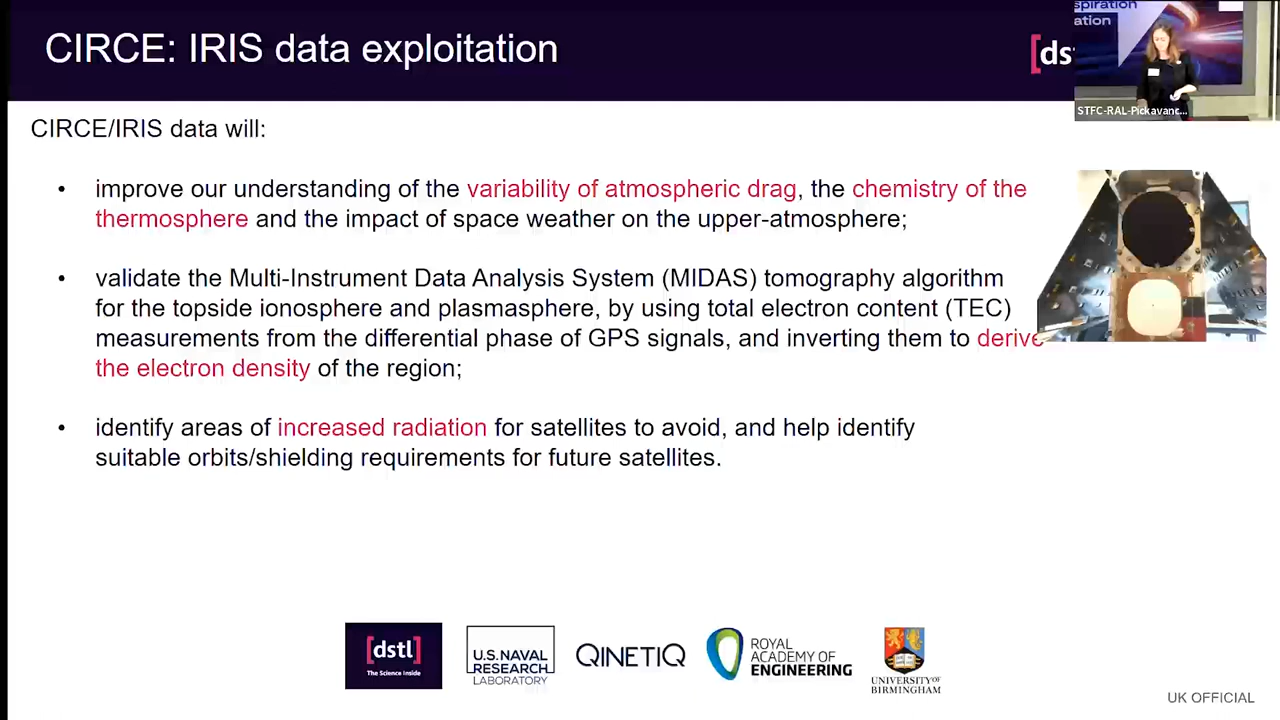 CIRCE: IRIS data exploitation
[ds
spiration
ation
STFC-RAL-Pickavanc...
CIRCE/IRIS data will:
• improve our understanding of the variability of atmospheric drag, the chemistry of the
thermosphere and the impact of space weather on the upper-atmosphere;
• validate the Multi-Instrument Data Analysis System (MIDAS) tomography algorithm
for the topside ionosphere and plasmasphere, by using total electron content (TEC)
measurements from the differential phase of GPS signals, and inverting them to derive
the electron density of the region;
• identify areas of increased radiation for satellites to avoid, and help identify
suitable orbits/shielding requirements for future satellites.
[dstl]
The Science Inside
U.S. NAVAL
RESEARCH
LABORATORY
QINETIQ
ROYAL
ACADEMY OF
ENGINEERING
UNIVERSITY OF
BIRMINGHAM
UK OFFICIAL